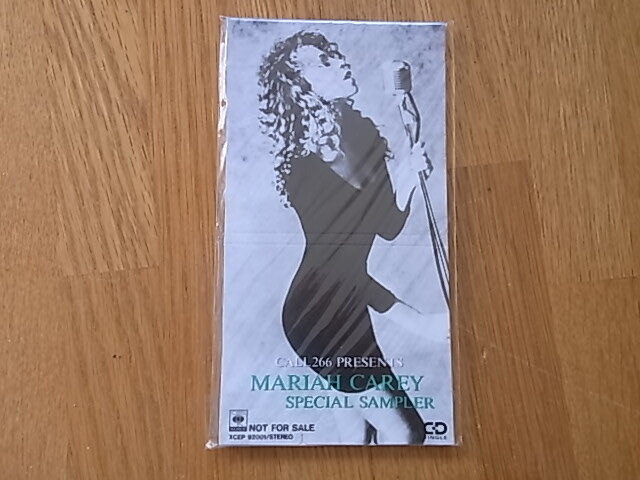 CALL266 PRESENTS
MARIAH CAREY
SPECIAL SAMPLER
NOT FOR SALE
XCEP 92009/STEREO
CD
SINGLE